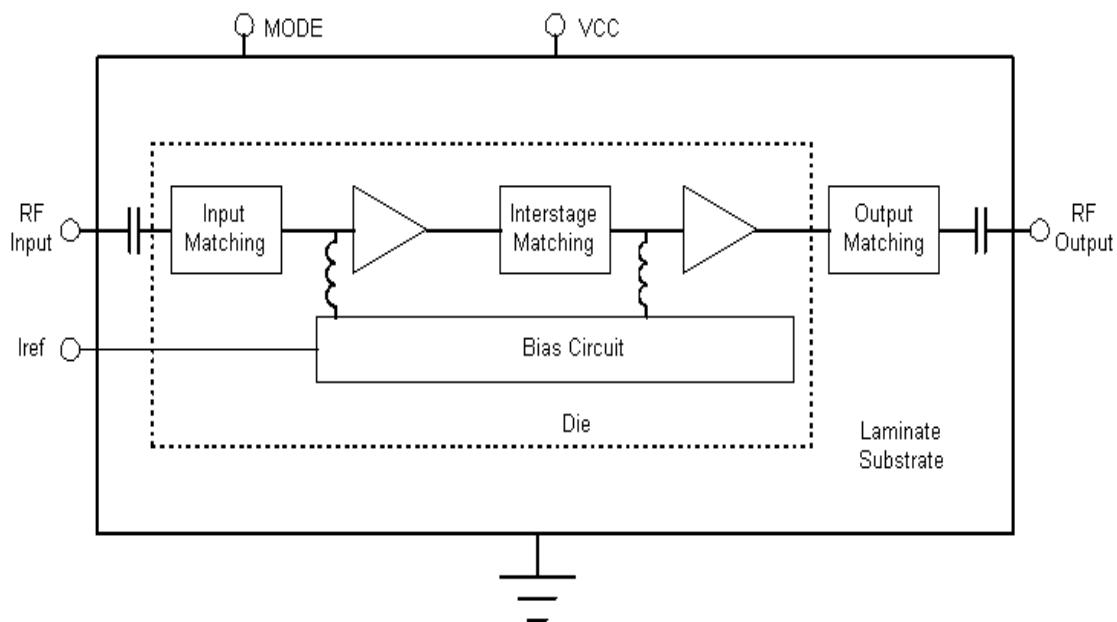 MODE
VCC
RF
Input
Input
Matching
Interstage
Matching
Output
Matching
RF
Output
Iref
Bias Circuit
Die
Laminate
Substrate